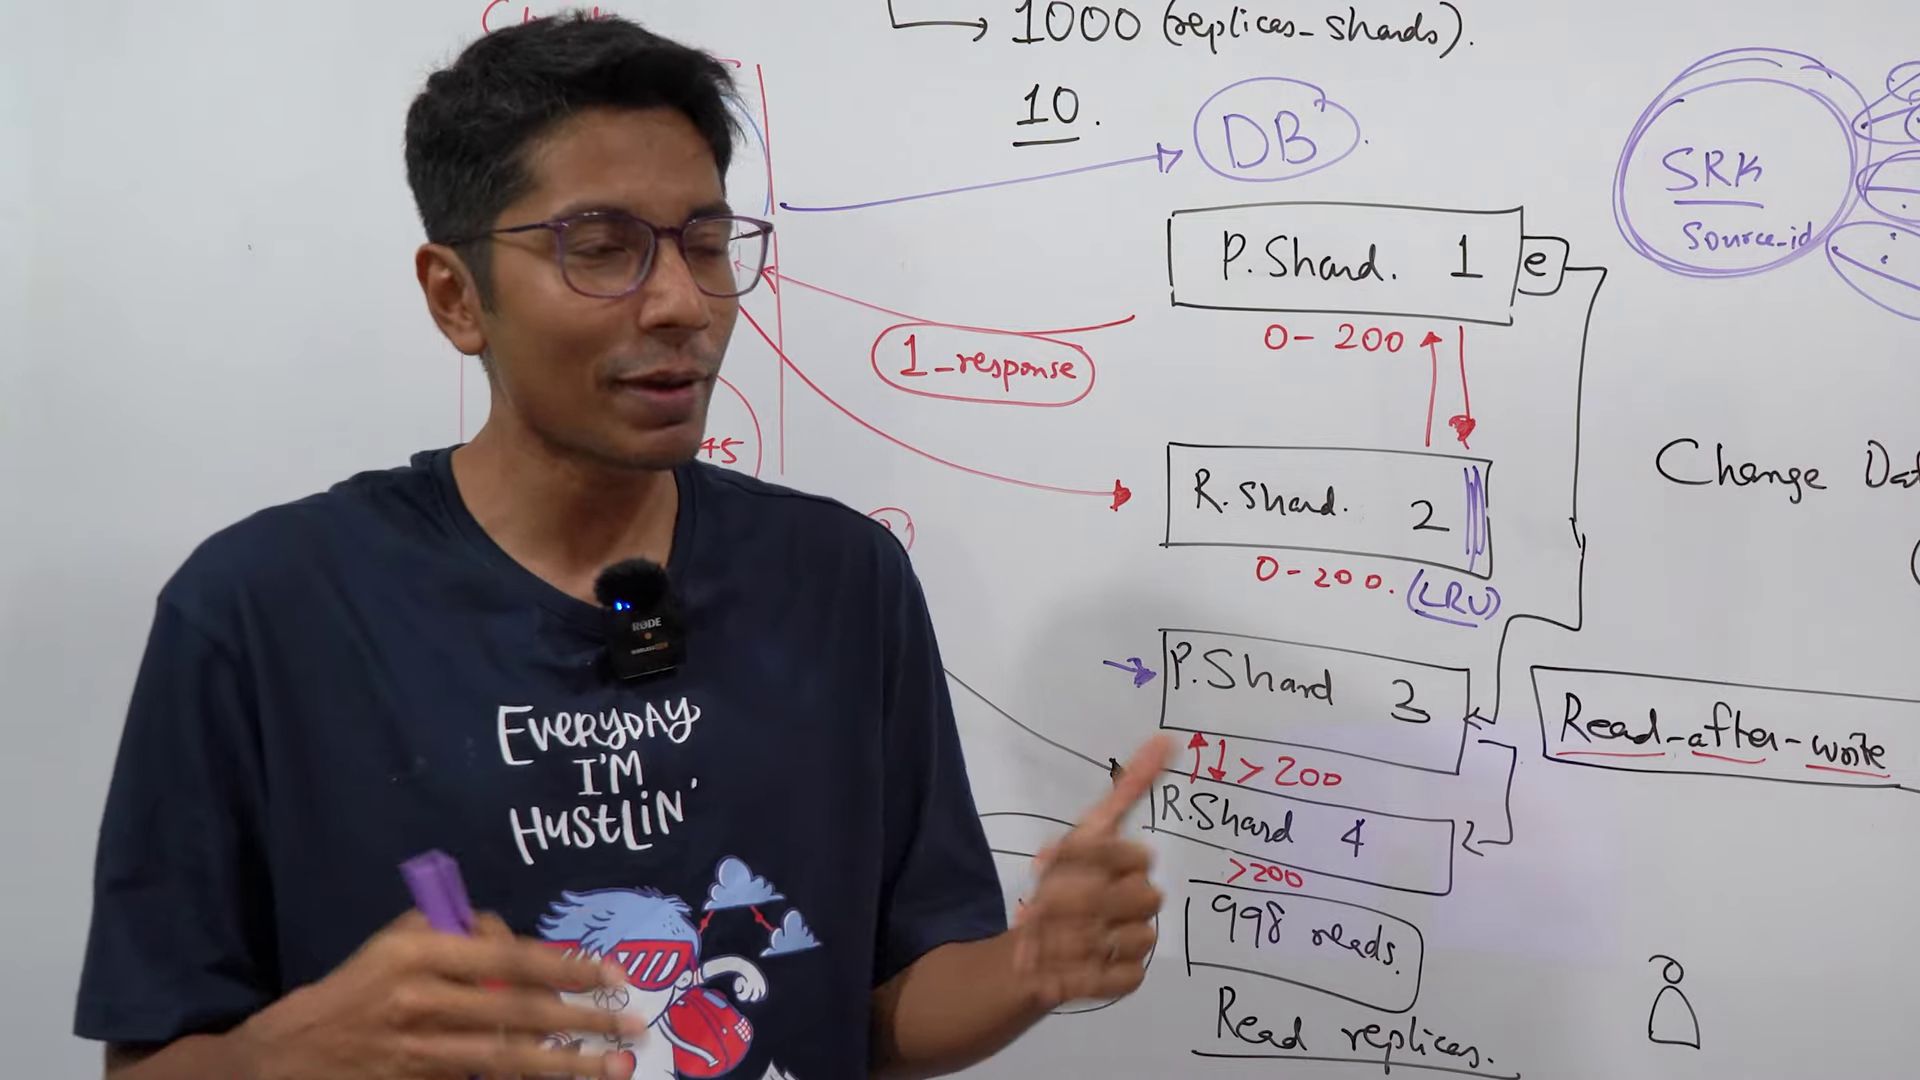 1000 (replicas_shards).
10.
DB
SRK
Source_id
P.Shard. 1
e
0- 200
1_response
45
R.Shard. 2
0-200. (LRU)
Change
P.Shard 3
Read-after-write
>200
R.Shard 4
>200
998 reads.
Read replicas.
RØDE
EVERYDAY
I'M
HUSTLIN'